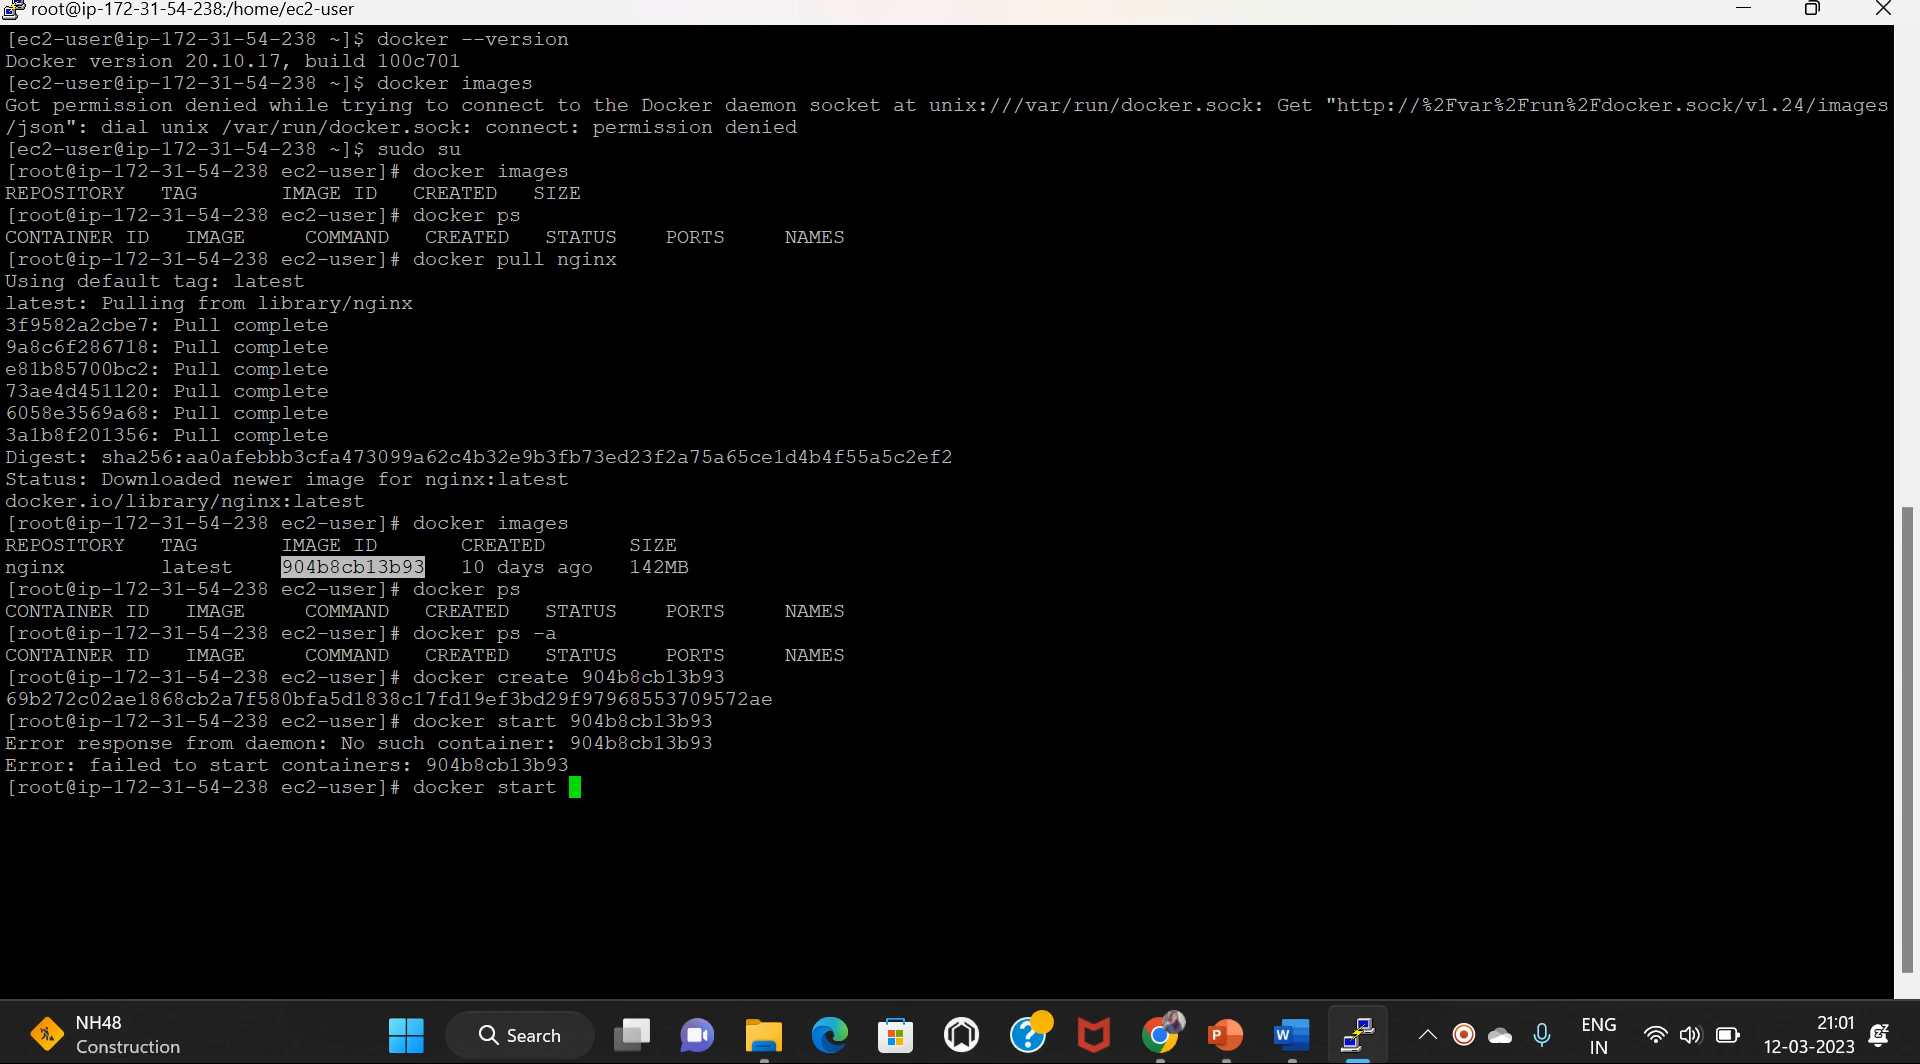 root@ip-172-31-54-238:/home/ec2-user
[ec2-user@ip-172-31-54-238 ~]$ docker --version
Docker version 20.10.17, build 100c701
[ec2-user@ip-172-31-54-238 ~]$ docker images
Got permission denied while trying to connect to the Docker daemon socket at unix:///var/run/docker.sock: Get "http://%2Fvar%2Frun%2Fdocker.sock/v1.24/images
/json": dial unix /var/run/docker.sock: connect: permission denied
[ec2-user@ip-172-31-54-238 ~]$ sudo su
[root@ip-172-31-54-238 ec2-user]# docker images
REPOSITORY   TAG       IMAGE ID   CREATED   SIZE
[root@ip-172-31-54-238 ec2-user]# docker ps
CONTAINER ID   IMAGE     COMMAND   CREATED   STATUS    PORTS     NAMES
[root@ip-172-31-54-238 ec2-user]# docker pull nginx
Using default tag: latest
latest: Pulling from library/nginx
3f9582a2cbe7: Pull complete
9a8c6f286718: Pull complete
e81b85700bc2: Pull complete
73ae4d451120: Pull complete
6058e3569a68: Pull complete
3a1b8f201356: Pull complete
Digest: sha256:aa0afebbb3cfa473099a62c4b32e9b3fb73ed23f2a75a65ce1d4b4f55a5c2ef2
Status: Downloaded newer image for nginx:latest
docker.io/library/nginx:latest
[root@ip-172-31-54-238 ec2-user]# docker images
REPOSITORY   TAG       IMAGE ID       CREATED       SIZE
nginx        latest    904b8cb13b93   10 days ago   142MB
[root@ip-172-31-54-238 ec2-user]# docker ps
CONTAINER ID   IMAGE     COMMAND   CREATED   STATUS    PORTS     NAMES
[root@ip-172-31-54-238 ec2-user]# docker ps -a
CONTAINER ID   IMAGE     COMMAND   CREATED   STATUS    PORTS     NAMES
[root@ip-172-31-54-238 ec2-user]# docker create 904b8cb13b93
69b272c02ae1868cb2a7f580bfa5d1838c17fd19ef3bd29f97968553709572ae
[root@ip-172-31-54-238 ec2-user]# docker start 904b8cb13b93
Error response from daemon: No such container: 904b8cb13b93
Error: failed to start containers: 904b8cb13b93
[root@ip-172-31-54-238 ec2-user]# docker start
NH48
Construction
Search
ENG
IN
21:01
12-03-2023